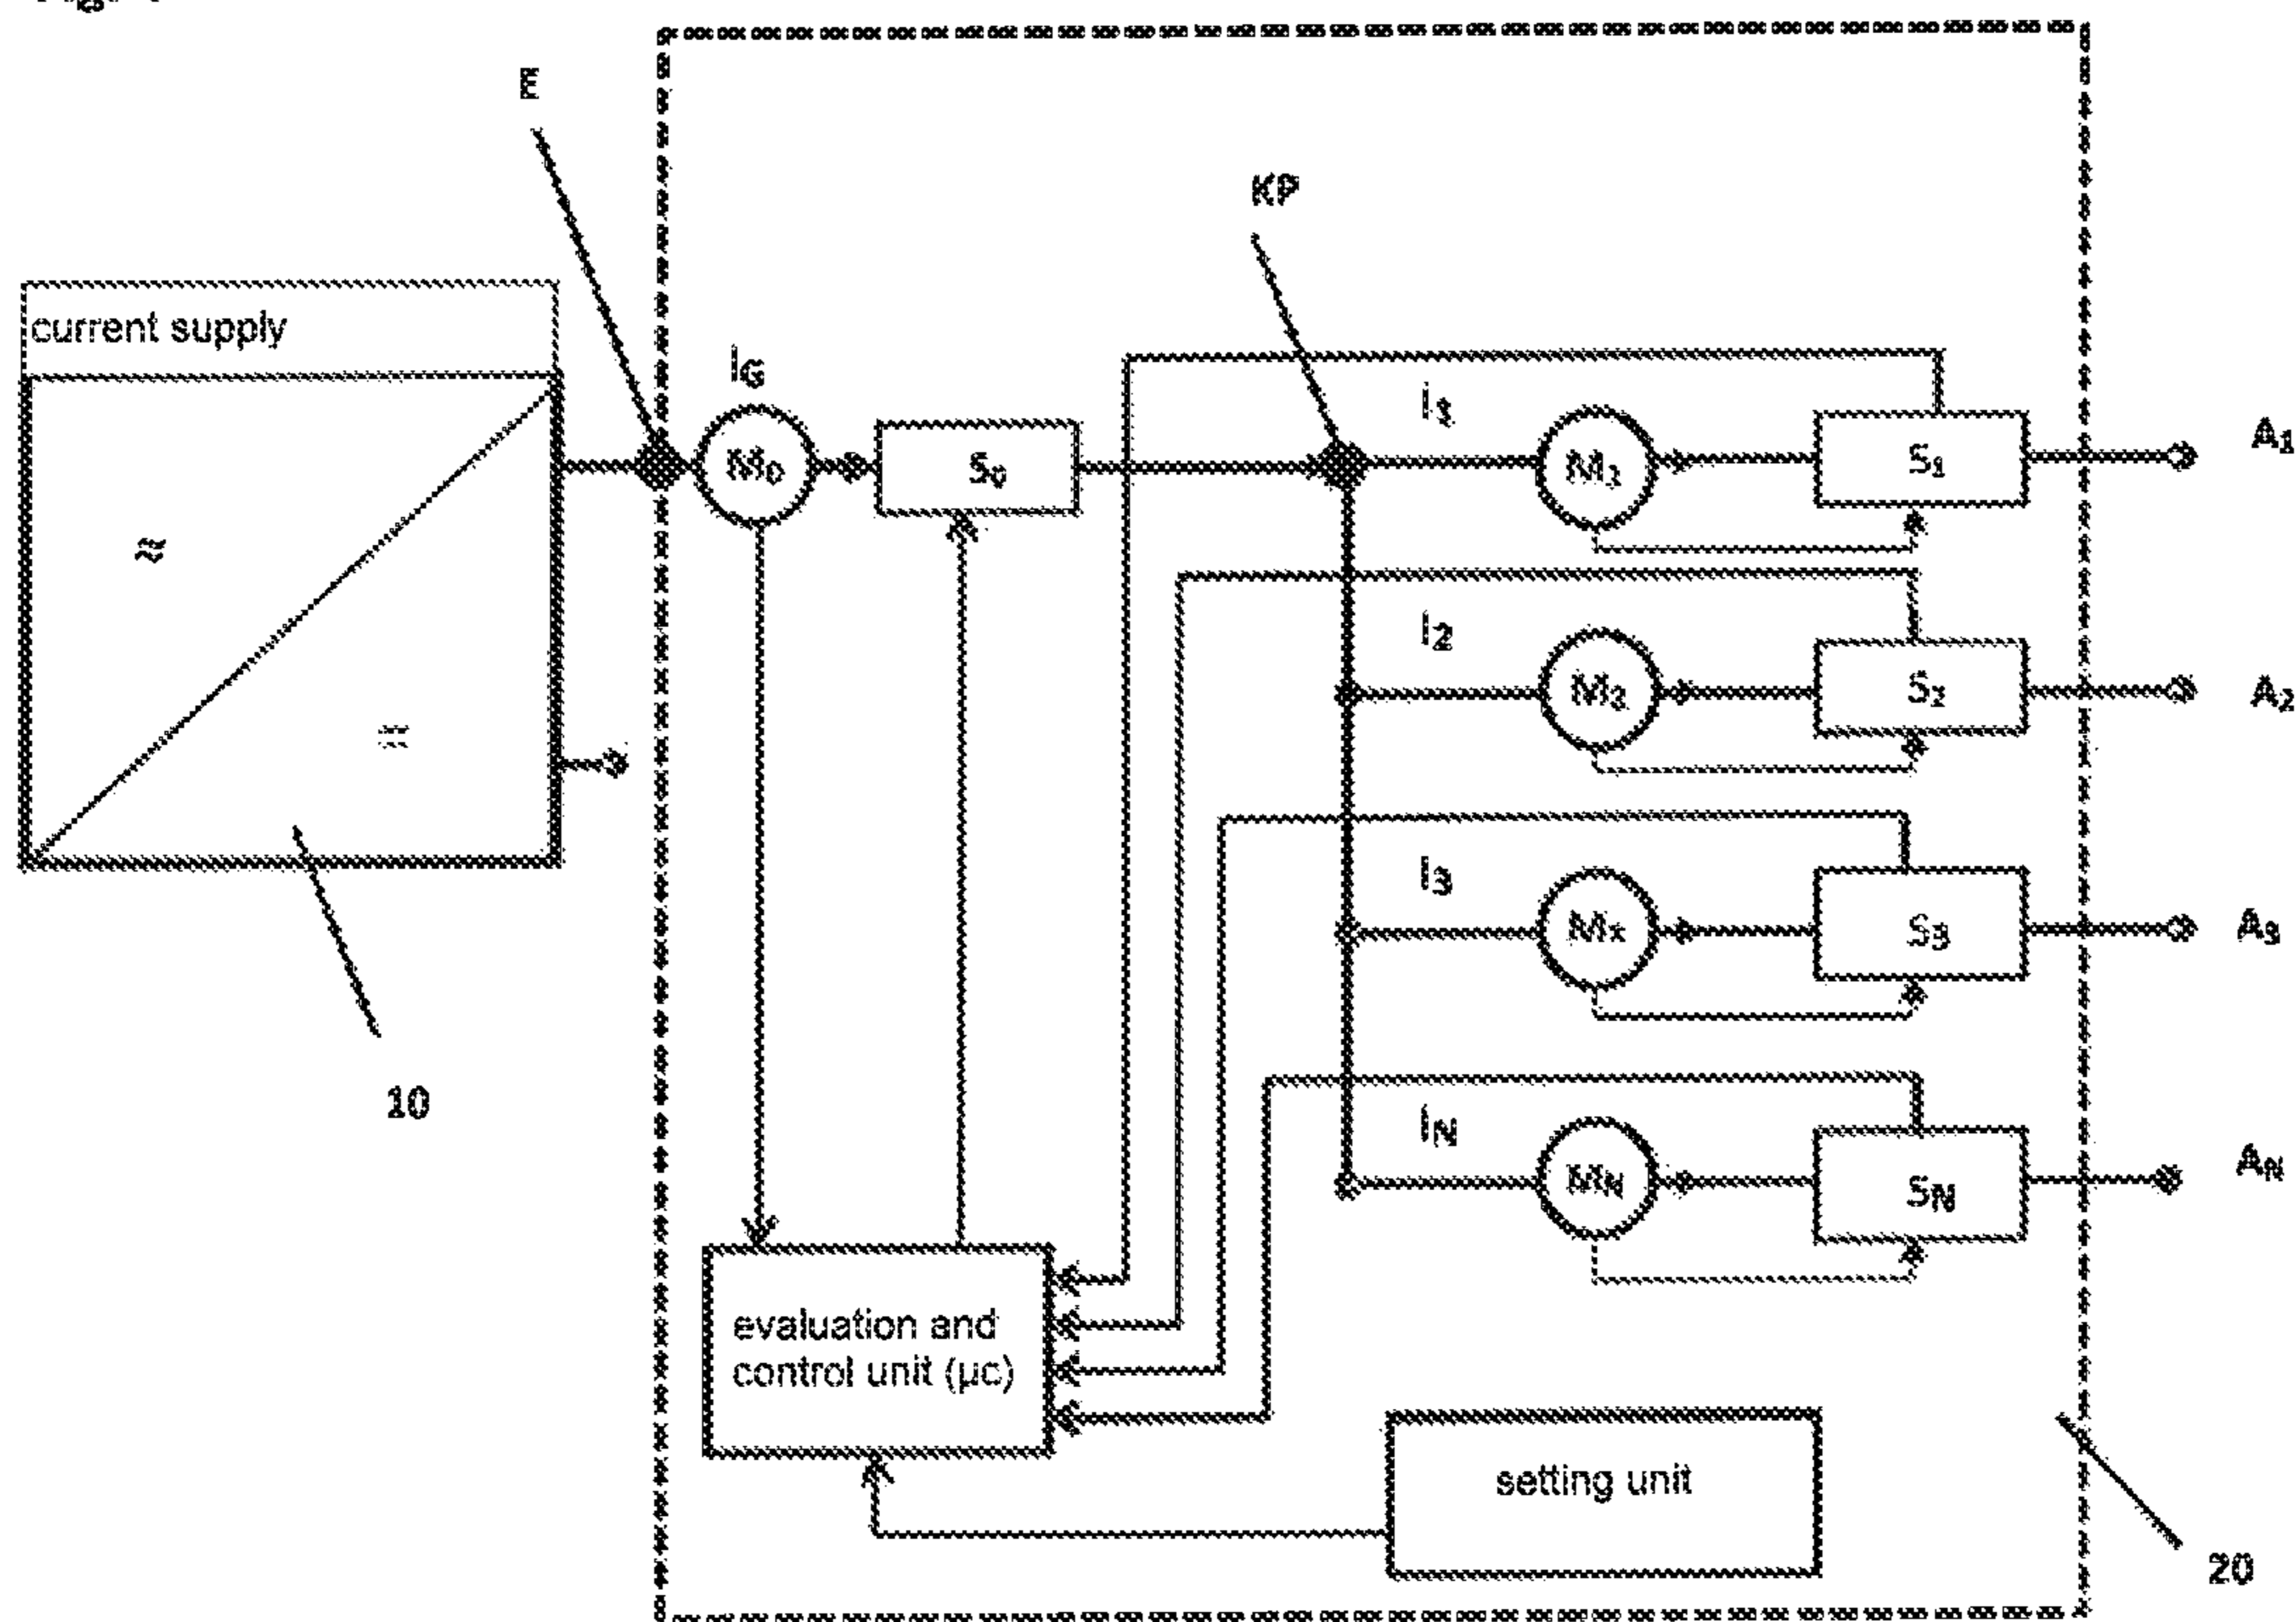 E
KP
current supply
I_G
I_1
M_0
S_0
M_1
S_1
A_1
≈
I_2
M_2
S_2
A_2
=
I_3
M_x
S_3
A_3
10
I_N
M_N
S_N
A_N
evaluation and
control unit (µc)
setting unit
20